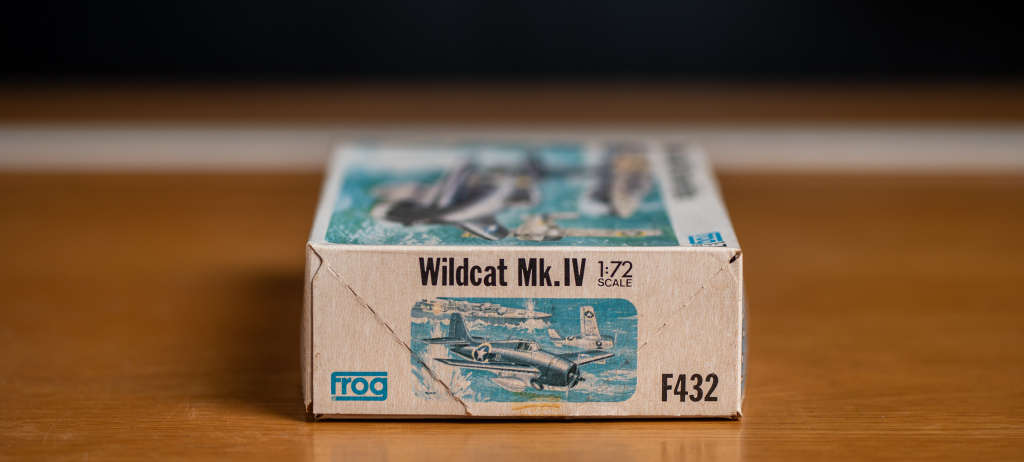 Wildcat Mk.IV 1:72
SCALE
frog
F432